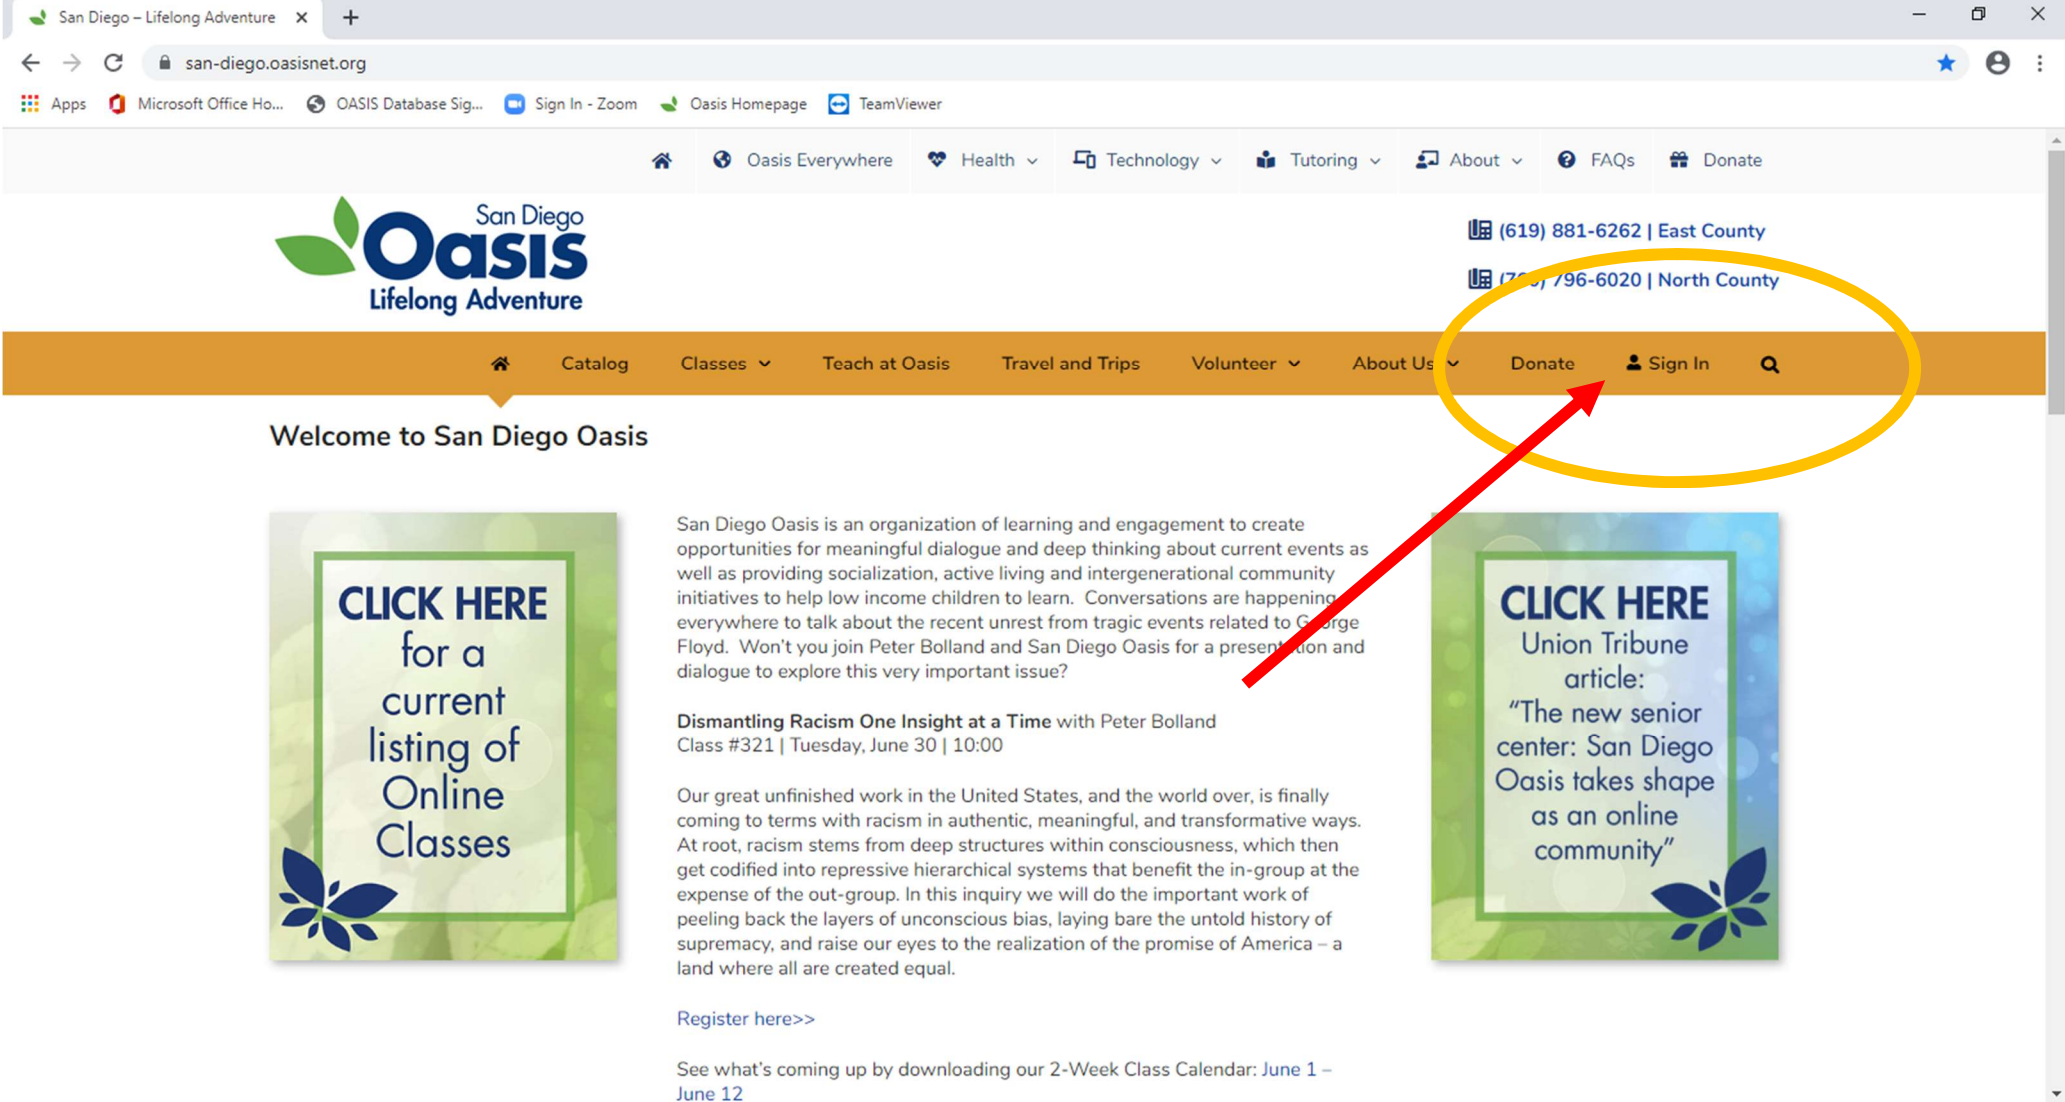 San Diego – Lifelong Adventure
san-diego.oasisnet.org
Apps Microsoft Office Ho... OASIS Database Sig... Sign In - Zoom Oasis Homepage TeamViewer
Oasis Everywhere Health Technology Tutoring About FAQs Donate
San Diego
Oasis
Lifelong Adventure
(619) 881-6262 | East County
796-6020 | North County
Catalog Classes Teach at Oasis Travel and Trips Volunteer About Us Donate Sign In
Welcome to San Diego Oasis
CLICK HERE
for a
current
listing of
Online
Classes
San Diego Oasis is an organization of learning and engagement to create
opportunities for meaningful dialogue and deep thinking about current events as
well as providing socialization, active living and intergenerational community
initiatives to help low income children to learn. Conversations are happening
everywhere to talk about the recent unrest from tragic events related to George
Floyd. Won't you join Peter Bolland and San Diego Oasis for a presentation and
dialogue to explore this very important issue?
Dismantling Racism One Insight at a Time with Peter Bolland
Class #321 | Tuesday, June 30 | 10:00
Our great unfinished work in the United States, and the world over, is finally
coming to terms with racism in authentic, meaningful, and transformative ways.
At root, racism stems from deep structures within consciousness, which then
get codified into repressive hierarchical systems that benefit the in-group at the
expense of the out-group. In this inquiry we will do the important work of
peeling back the layers of unconscious bias, laying bare the untold history of
supremacy, and raise our eyes to the realization of the promise of America – a
land where all are created equal.
Register here>>
See what's coming up by downloading our 2-Week Class Calendar: June 1 –
June 12
CLICK HERE
Union Tribune
article:
"The new senior
center: San Diego
Oasis takes shape
as an online
community"